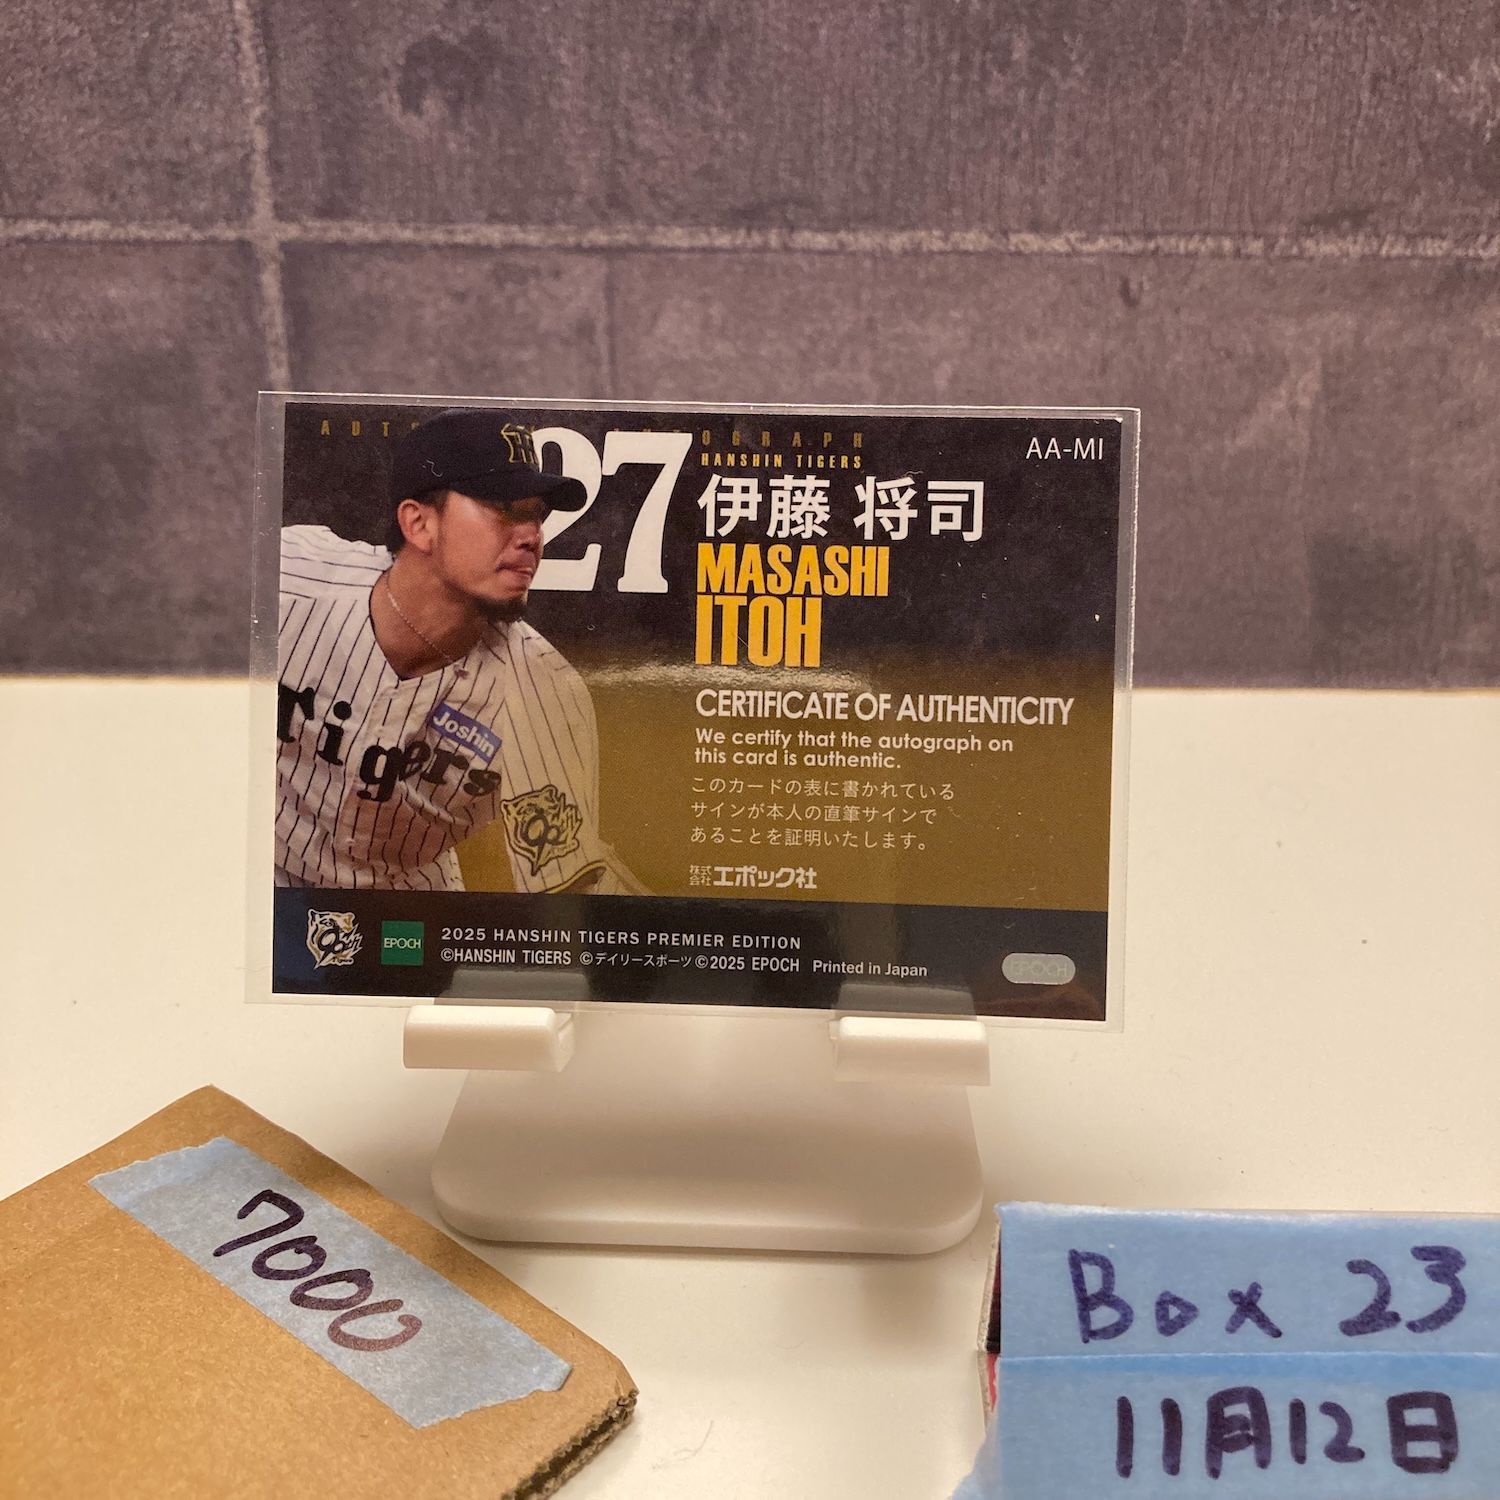 AUTO AUTOGRAPH
HANSHIN TIGERS
AA-MI
27
伊藤 将司
MASASHI
ITOH
CERTIFICATE OF AUTHENTICITY
We certify that the autograph on
this card is authentic.
このカードの表に書かれている
サインが本人の直筆サインで
あることを証明いたします。
株式会社エポック社
Tigers
Joshin
EPOCH
2025 HANSHIN TIGERS PREMIER EDITION
©HANSHIN TIGERS ©デイリースポーツ ©2025 EPOCH Printed in Japan
EPOCH
7000
Box 23
11月12日